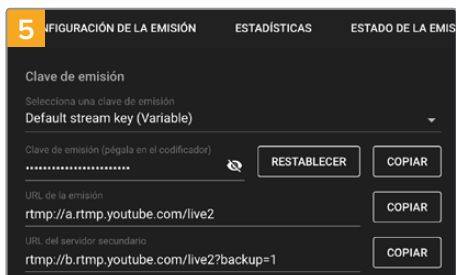 5
NFIGURACIÓN DE LA EMISIÓN ESTADÍSTICAS ESTADO DE LA EMIS
Clave de emisión
Selecciona una clave de emisión
Default stream key (Variable)
Clave de emisión (pégala en el codificador)
•••••••••••••••••••••••• RESTABLECER COPIAR
URL de la emisión
rtmp://a.rtmp.youtube.com/live2 COPIAR
URL del servidor secundario
rtmp://b.rtmp.youtube.com/live2?backup=1 COPIAR